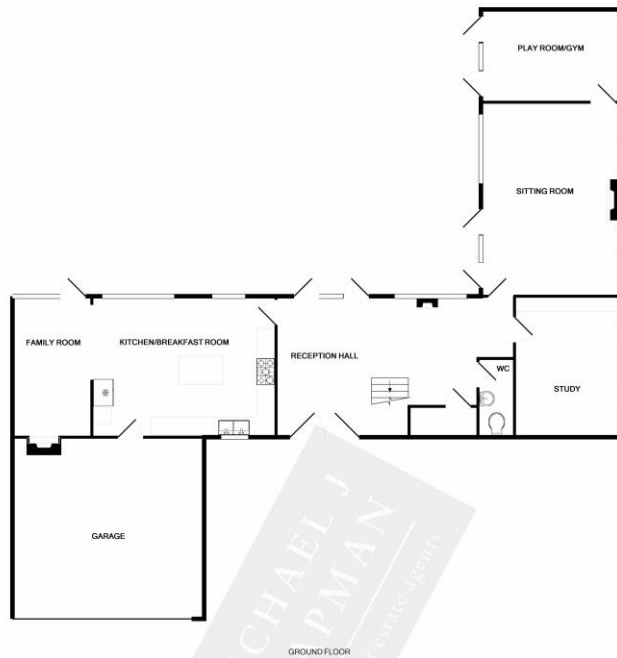 PLAY ROOM/GYM
SITTING ROOM
FAMILY ROOM
KITCHEN/BREAKFAST ROOM
RECEPTION HALL
WC
STUDY
GARAGE
CHAEL J
APMAN
estate agents
GROUND FLOOR